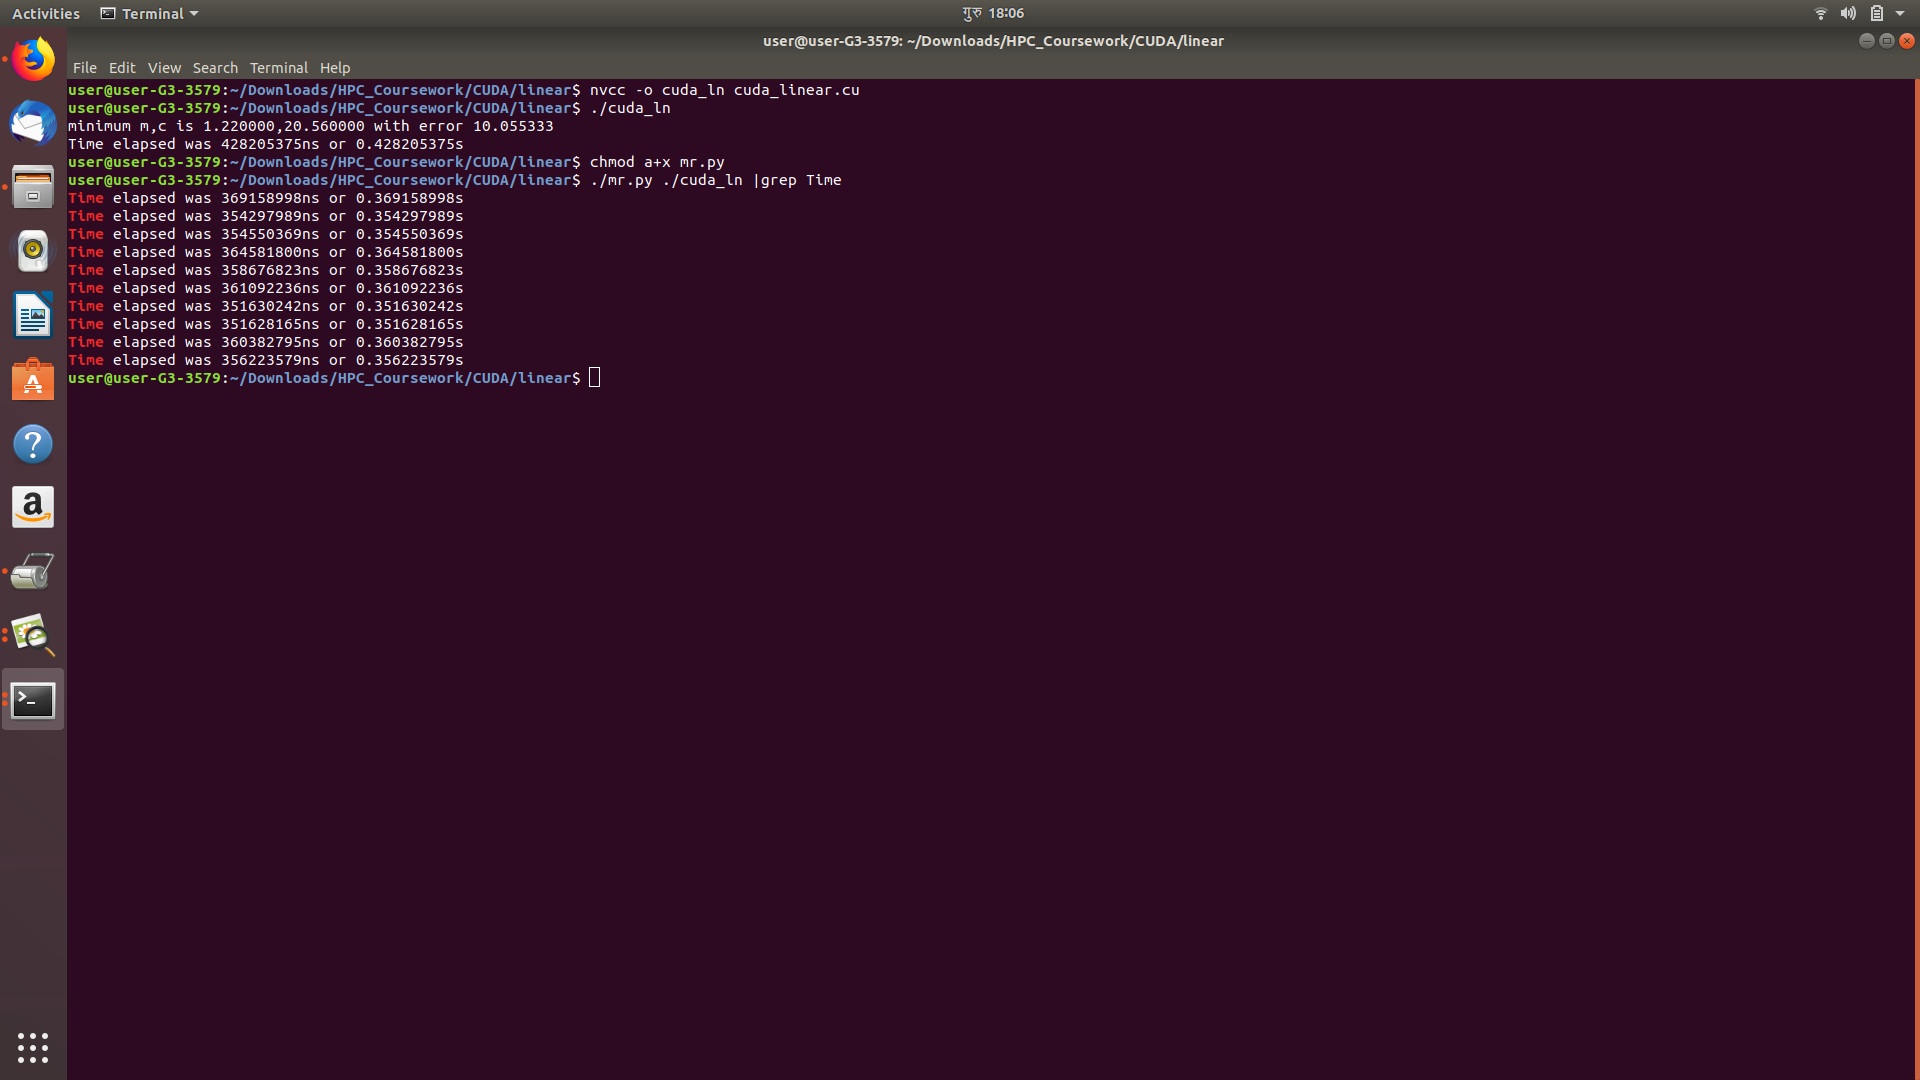 Activities Terminal गुरु 18:06
user@user-G3-3579: ~/Downloads/HPC_Coursework/CUDA/linear
File Edit View Search Terminal Help
user@user-G3-3579:~/Downloads/HPC_Coursework/CUDA/linear$ nvcc -o cuda_ln cuda_linear.cu
user@user-G3-3579:~/Downloads/HPC_Coursework/CUDA/linear$ ./cuda_ln
minimum m,c is 1.220000,20.560000 with error 10.055333
Time elapsed was 428205375ns or 0.428205375s
user@user-G3-3579:~/Downloads/HPC_Coursework/CUDA/linear$ chmod a+x mr.py
user@user-G3-3579:~/Downloads/HPC_Coursework/CUDA/linear$ ./mr.py ./cuda_ln |grep Time
Time elapsed was 369158998ns or 0.369158998s
Time elapsed was 354297989ns or 0.354297989s
Time elapsed was 354550369ns or 0.354550369s
Time elapsed was 364581800ns or 0.364581800s
Time elapsed was 358676823ns or 0.358676823s
Time elapsed was 361092236ns or 0.361092236s
Time elapsed was 351630242ns or 0.351630242s
Time elapsed was 351628165ns or 0.351628165s
Time elapsed was 360382795ns or 0.360382795s
Time elapsed was 356223579ns or 0.356223579s
user@user-G3-3579:~/Downloads/HPC_Coursework/CUDA/linear$